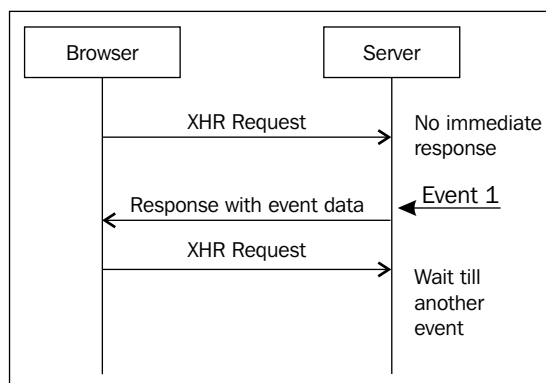 Browser
Server
XHR Request
No immediate
response
Event 1
Response with event data
XHR Request
Wait till
another
event